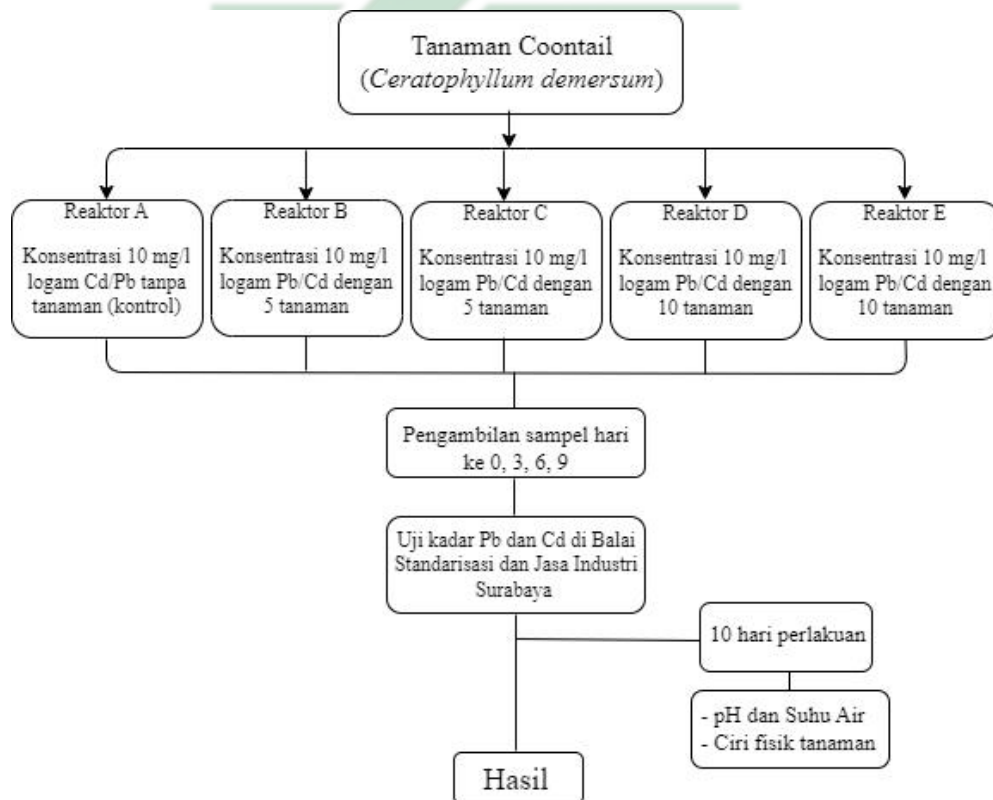 Tanaman Coontail
(Ceratophyllum demersum)
Reaktor A
Konsentrasi 10 mg/l
logam Cd/Pb tanpa
tanaman (kontrol)
Reaktor B
Konsentrasi 10 mg/l
logam Pb/Cd dengan
5 tanaman
Reaktor C
Konsentrasi 10 mg/l
logam Pb/Cd dengan
5 tanaman
Reaktor D
Konsentrasi 10 mg/l
logam Pb/Cd dengan
10 tanaman
Reaktor E
Konsentrasi 10 mg/l
logam Pb/Cd dengan
10 tanaman
Pengambilan sampel hari
ke 0, 3, 6, 9
Uji kadar Pb dan Cd di Balai
Standarisasi dan Jasa Industri
Surabaya
10 hari perlakuan
- pH dan Suhu Air
- Ciri fisik tanaman
Hasil